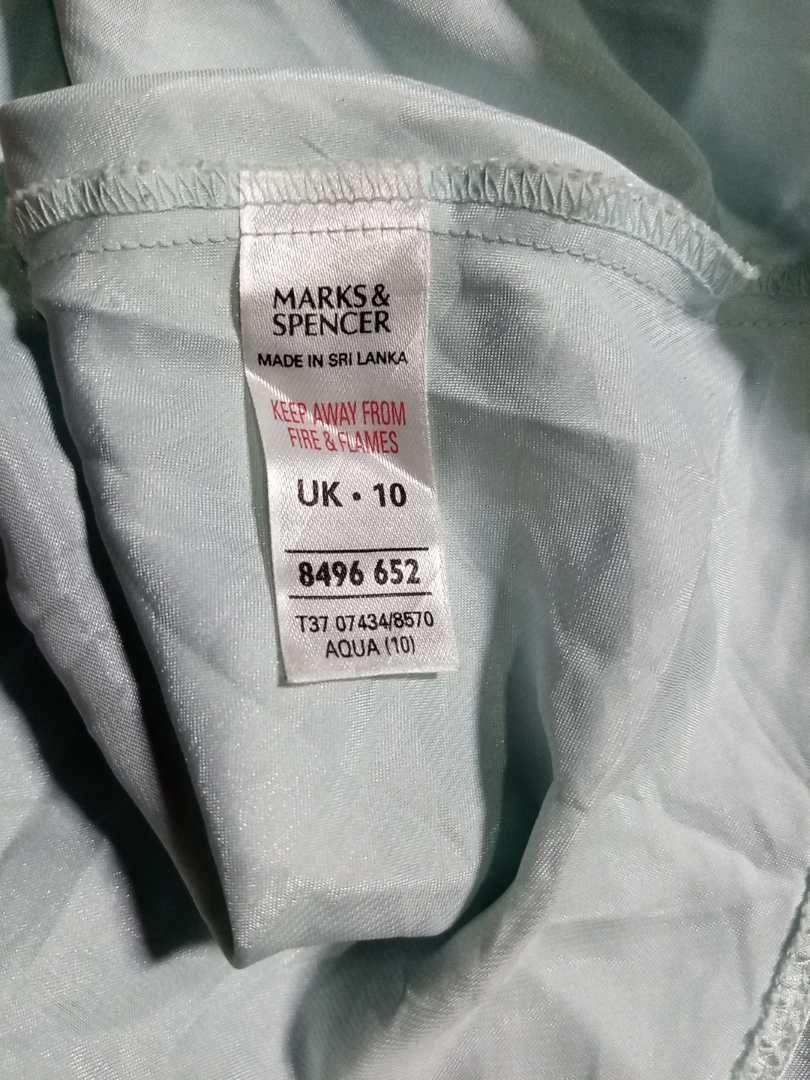 MARKS &
SPENCER
MADE IN SRI LANKA
KEEP AWAY FROM
FIRE & FLAMES
UK • 10
8496 652
T37 07434/8570
AQUA (10)